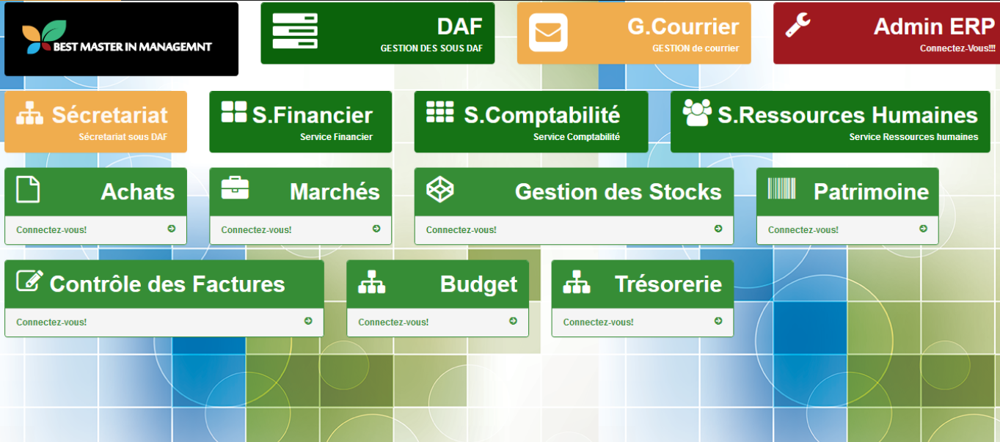 BEST MASTER IN MANAGEMNT
DAF
GESTION DES SOUS DAF
G.Courrier
GESTION de courrier
Admin ERP
Connectez-Vous!!!
Sécretariat
Sécretariat sous DAF
S.Financier
Service Financier
S.Comptabilité
Service Comptabilité
S.Ressources Humaines
Service Ressources humaines
Achats
Connectez-vous!
Marchés
Connectez-vous!
Gestion des Stocks
Connectez-vous!
Patrimoine
Connectez-vous!
Contrôle des Factures
Connectez-vous!
Budget
Connectez-vous!
Trésorerie
Connectez-vous!